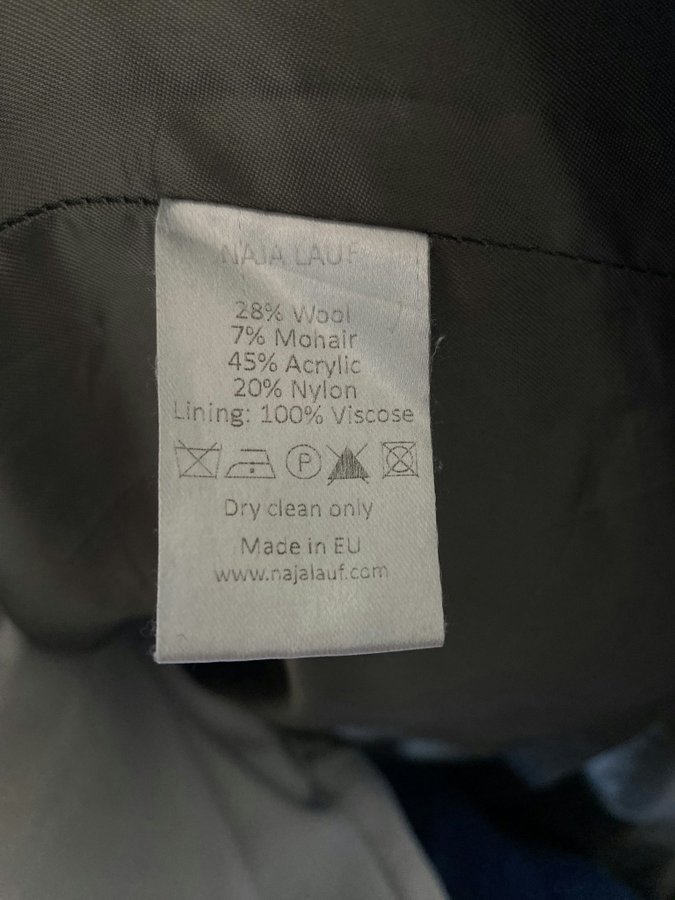 NAJA LAUF
28% Wool
7% Mohair
45% Acrylic
20% Nylon
Lining: 100% Viscose
P
Dry clean only
Made in EU
www.najalauf.com